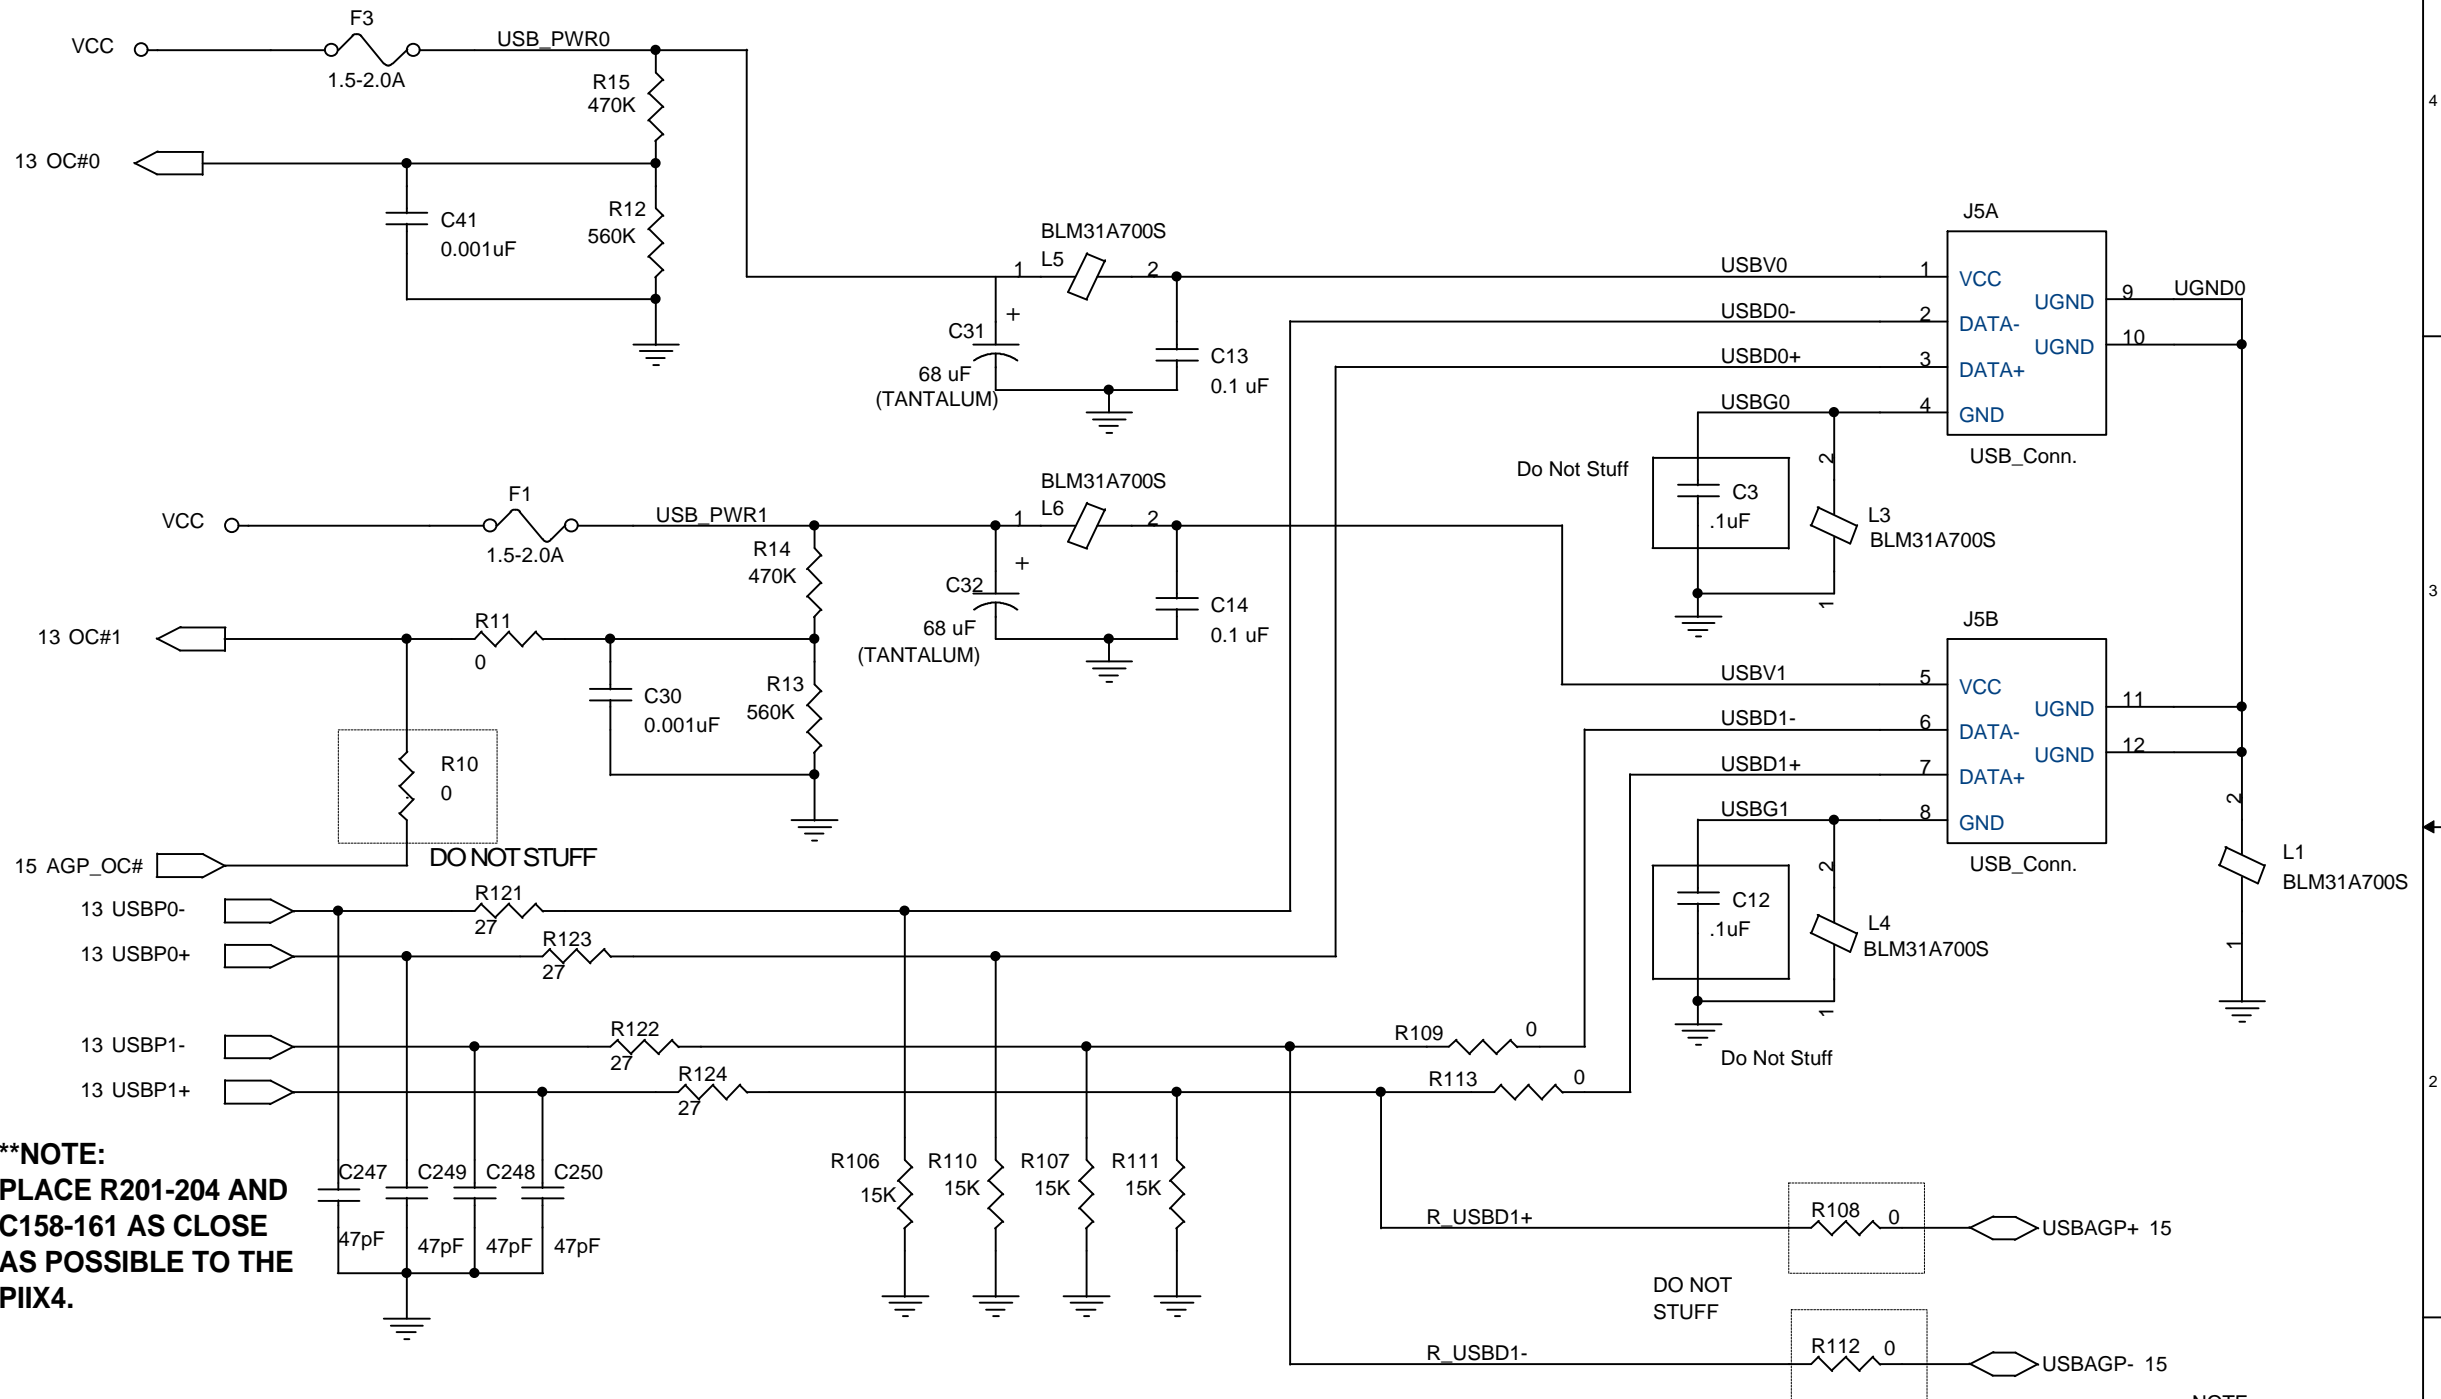 F3
VCC
USB_PWR0
1.5-2.0A
R15
470K
4
13 OC#0
R12
560K
C41
0.001uF
BLM31A700S
L5
1
2
C31
+
68 uF
(TANTALUM)
C13
0.1 uF
J5A
USBV0
1
VCC
USBD0-
2
DATA-
USBD0+
3
DATA+
USBG0
4
GND
UGND
9
UGND0
UGND
10
USB_Conn.
Do Not Stuff
C3
.1uF
2
L3
BLM31A700S
1
F1
VCC
USB_PWR1
1.5-2.0A
R14
470K
BLM31A700S
L6
1
2
C32
+
68 uF
(TANTALUM)
C14
0.1 uF
3
13 OC#1
R11
0
C30
0.001uF
R13
560K
R10
0
DO NOT STUFF
15 AGP_OC#
J5B
USBV1
5
VCC
USBD1-
6
DATA-
USBD1+
7
DATA+
USBG1
8
GND
UGND
11
UGND
12
USB_Conn.
2
L1
BLM31A700S
1
C12
.1uF
2
L4
BLM31A700S
1
Do Not Stuff
13 USBP0-
R121
27
13 USBP0+
R123
27
13 USBP1-
R122
27
R109
0
13 USBP1+
R124
27
R113
0
2
**NOTE:
PLACE R201-204 AND
C158-161 AS CLOSE
AS POSSIBLE TO THE
PIIX4.
C247
C249
C248
C250
47pF
47pF
47pF
47pF
R106
15K
R110
15K
R107
15K
R111
15K
R_USBD1+
R108
0
USBAGP+ 15
DO NOT
STUFF
R_USBD1-
R112
0
USBAGP- 15